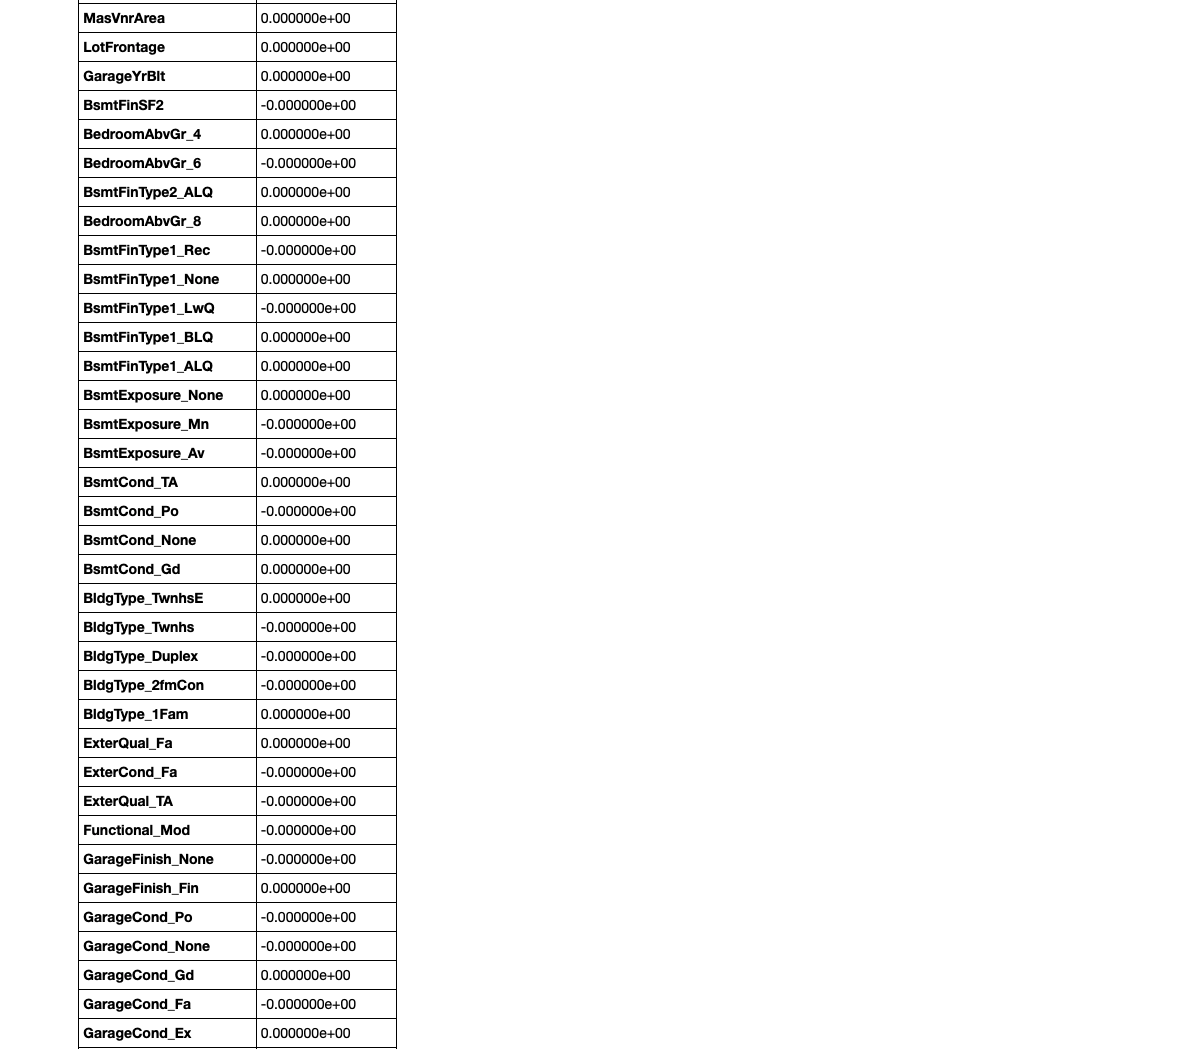 MasVnrArea 0.000000e+00
LotFrontage 0.000000e+00
GarageYrBlt 0.000000e+00
BsmtFinSF2 -0.000000e+00
BedroomAbvGr_4 0.000000e+00
BedroomAbvGr_6 -0.000000e+00
BsmtFinType2_ALQ 0.000000e+00
BedroomAbvGr_8 0.000000e+00
BsmtFinType1_Rec -0.000000e+00
BsmtFinType1_None 0.000000e+00
BsmtFinType1_LwQ -0.000000e+00
BsmtFinType1_BLQ 0.000000e+00
BsmtFinType1_ALQ 0.000000e+00
BsmtExposure_None 0.000000e+00
BsmtExposure_Mn -0.000000e+00
BsmtExposure_Av -0.000000e+00
BsmtCond_TA 0.000000e+00
BsmtCond_Po -0.000000e+00
BsmtCond_None 0.000000e+00
BsmtCond_Gd 0.000000e+00
BldgType_TwnhsE 0.000000e+00
BldgType_Twnhs -0.000000e+00
BldgType_Duplex -0.000000e+00
BldgType_2fmCon -0.000000e+00
BldgType_1Fam 0.000000e+00
ExterQual_Fa 0.000000e+00
ExterCond_Fa -0.000000e+00
ExterQual_TA -0.000000e+00
Functional_Mod -0.000000e+00
GarageFinish_None -0.000000e+00
GarageFinish_Fin 0.000000e+00
GarageCond_Po -0.000000e+00
GarageCond_None -0.000000e+00
GarageCond_Gd 0.000000e+00
GarageCond_Fa -0.000000e+00
GarageCond_Ex 0.000000e+00